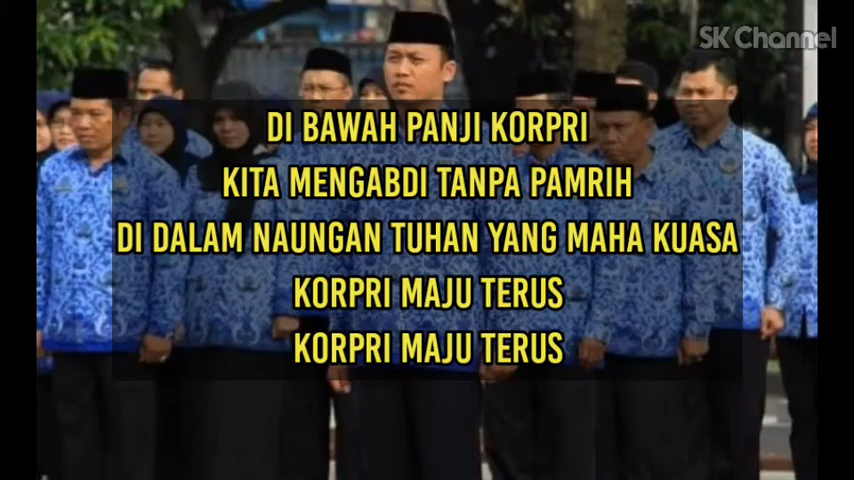 SK Channel
DI BAWAH PANJI KORPRI
KITA MENGABDI TANPA PAMRIH
DI DALAM NAUNGAN TUHAN YANG MAHA KUASA
KORPRI MAJU TERUS
KORPRI MAJU TERUS